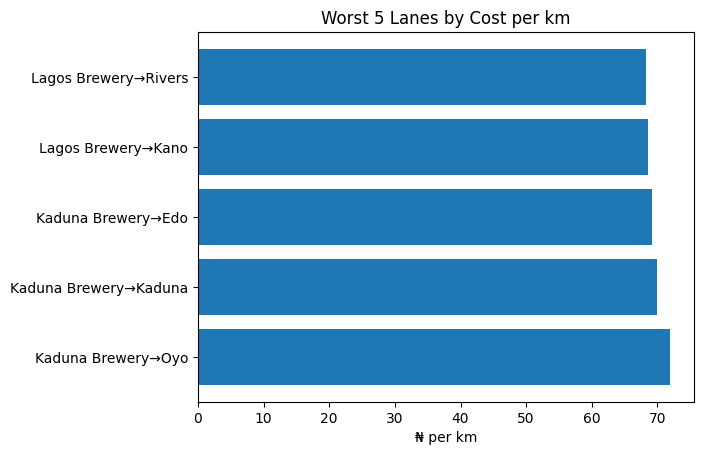 Worst 5 Lanes by Cost per km
Lagos Brewery→Rivers
Lagos Brewery→Kano
Kaduna Brewery→Edo
Kaduna Brewery→Kaduna
Kaduna Brewery→Oyo
0 10 20 30 40 50 60 70
₦ per km